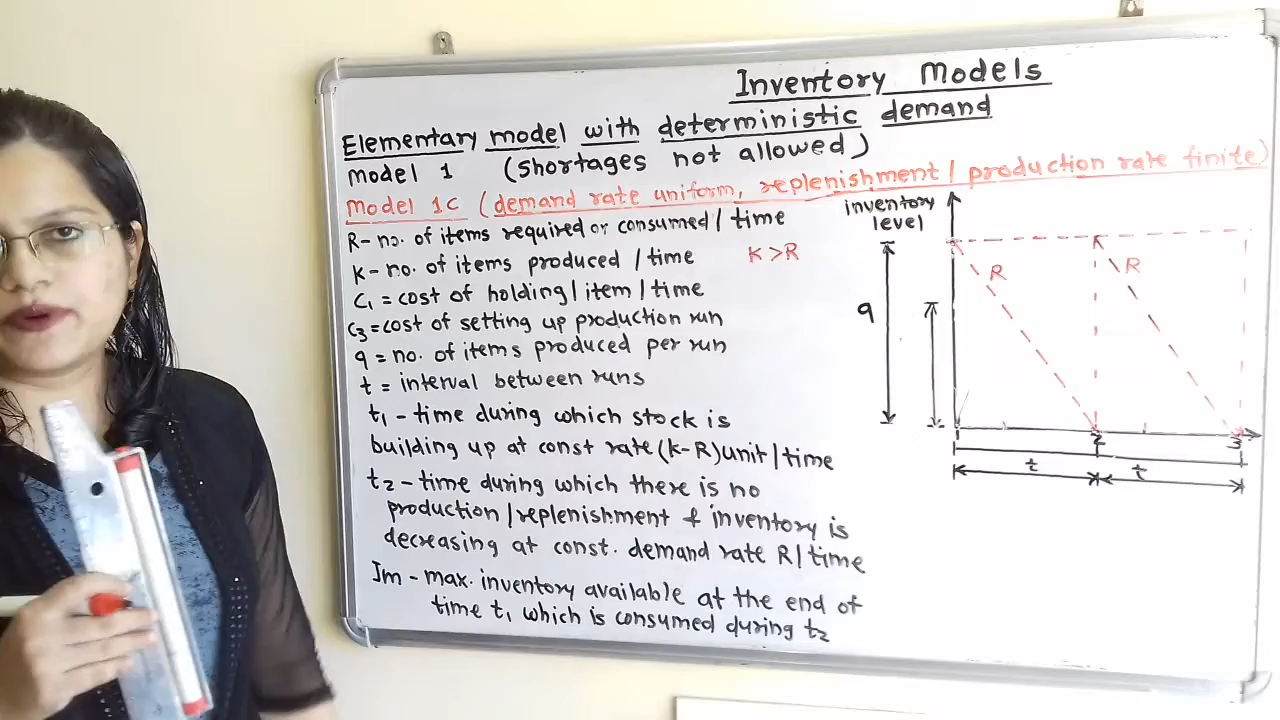 Inventory Models
Elementary model with deterministic demand
Model 1 (shortages not allowed)
Model 1C (demand rate uniform, replenishment / production rate finite)
R- no. of items required or consumed / time
K- no. of items produced / time K > R
C₁ = cost of holding / item / time
C₃ = cost of setting up production run
q = no. of items produced per run
t = interval between runs
t₁ - time during which stock is
building up at const rate (K-R) unit / time
t₂ - time during which there is no
production / replenishment & inventory is
decreasing at const. demand rate R / time
Im - max. inventory available at the end of
time t₁ which is consumed during t₂
inventory
level
R R
q
1 2 3
t t